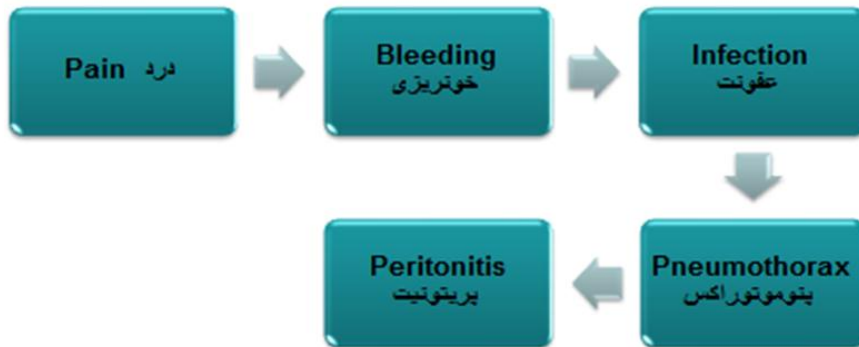 Pain درد
Bleeding
خونریزی
Infection
عفونت
Pneumothorax
پنوموتوراکس
Peritonitis
پریتونیت